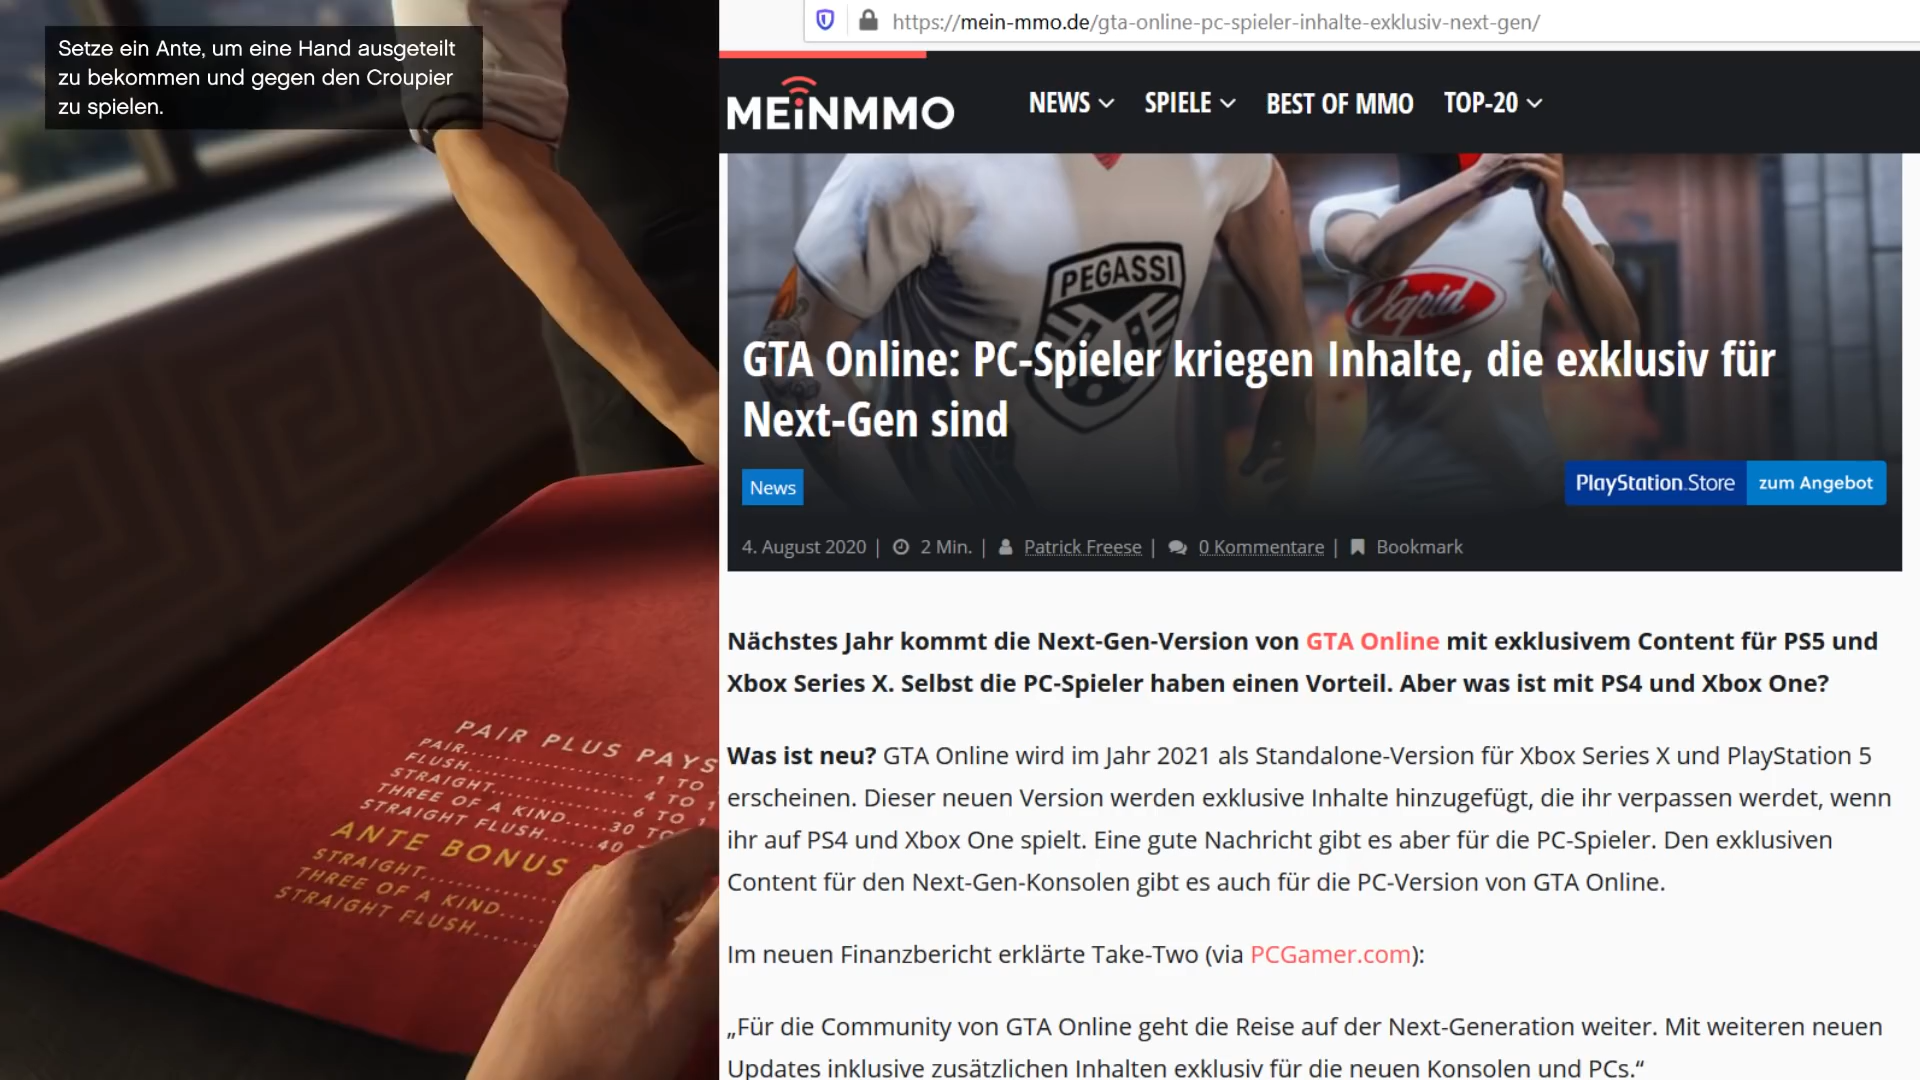 Setze ein Ante, um eine Hand ausgeteilt
zu bekommen und gegen den Croupier
zu spielen.
PAIR PLUS PAYS
PAIR.................... 1 TO
FLUSH.................... 4 TO 1
STRAIGHT................ 6 TO 1
THREE OF A KIND.....30 TO
STRAIGHT FLUSH.......40
ANTE BONUS
STRAIGHT..............
THREE OF A KIND.....
STRAIGHT FLUSH.......
https://mein-mmo.de/gta-online-pc-spieler-inhalte-exklusiv-next-gen/
MEiNMMO
NEWS SPIELE BEST OF MMO TOP-20
PEGASSI
Vapid
GTA Online: PC-Spieler kriegen Inhalte, die exklusiv für
Next-Gen sind
News
PlayStation.Store zum Angebot
4. August 2020 | 2 Min. | Patrick Freese | 0 Kommentare | Bookmark
Nächstes Jahr kommt die Next-Gen-Version von GTA Online mit exklusivem Content für PS5 und
Xbox Series X. Selbst die PC-Spieler haben einen Vorteil. Aber was ist mit PS4 und Xbox One?
Was ist neu? GTA Online wird im Jahr 2021 als Standalone-Version für Xbox Series X und PlayStation 5
erscheinen. Dieser neuen Version werden exklusive Inhalte hinzugefügt, die ihr verpassen werdet, wenn
ihr auf PS4 und Xbox One spielt. Eine gute Nachricht gibt es aber für die PC-Spieler. Den exklusiven
Content für den Next-Gen-Konsolen gibt es auch für die PC-Version von GTA Online.
Im neuen Finanzbericht erklärte Take-Two (via PCGamer.com):
„Für die Community von GTA Online geht die Reise auf der Next-Generation weiter. Mit weiteren neuen
Updates inklusive zusätzlichen Inhalten exklusiv für die neuen Konsolen und PCs.“